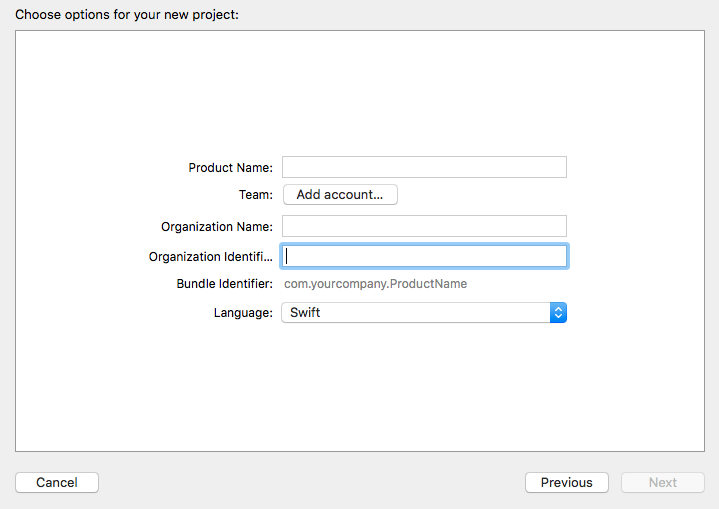 Choose options for your new project:
Product Name:
Team: Add account...
Organization Name:
Organization Identifi...
Bundle Identifier: com.yourcompany.ProductName
Language: Swift
Cancel Previous Next